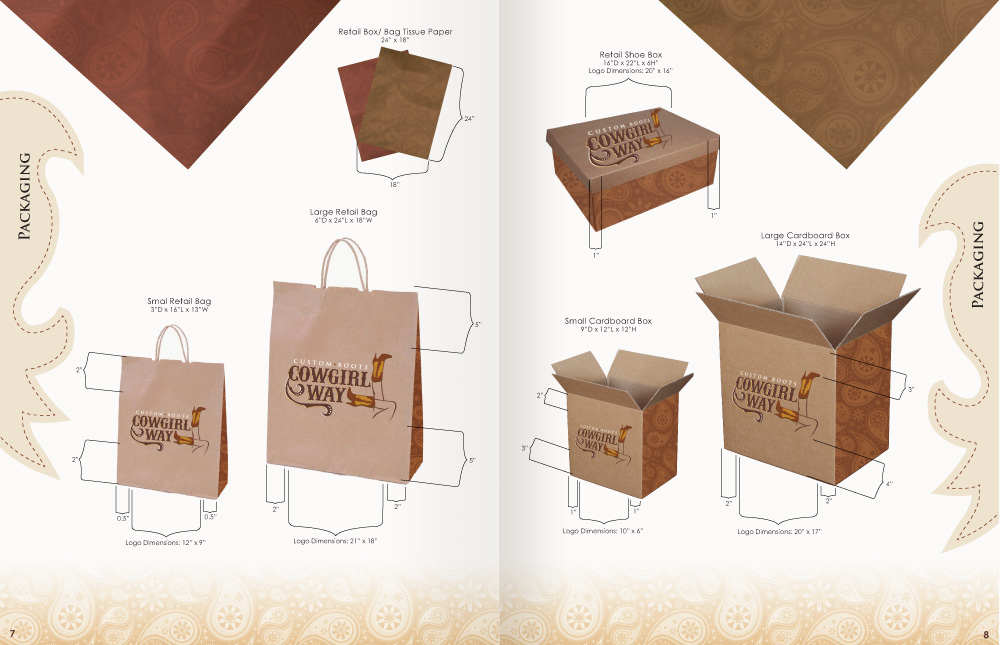 Retail Box/ Bag Tissue Paper
24" x 18"
24"
18"
PACKAGING
Large Retail Bag
6"D x 24"L x 18"W
5"
CUSTOM BOOTS
COWGIRL
WAY
5"
2"
2"
Logo Dimensions: 21" x 18"
Smal Retail Bag
3"D x 16"L x 13"W
2"
CUSTOM BOOTS
COWGIRL
WAY
2"
0.5"
0.5"
Logo Dimensions: 12" x 9"
7
Retail Shoe Box
16"D x 22"L x 6H"
Logo Dimensions: 20" x 16"
CUSTOM BOOTS
COWGIRL
WAY
1"
1"
PACKAGING
Large Cardboard Box
14"D x 24"L x 24"H
CUSTOM BOOTS
COWGIRL
WAY
3"
4"
2"
2"
Logo Dimensions: 20" x 17"
Small Cardboard Box
9"D x 12"L x 12"H
2"
CUSTOM BOOTS
COWGIRL
WAY
3"
1"
1"
Logo Dimensions: 10" x 6"
8